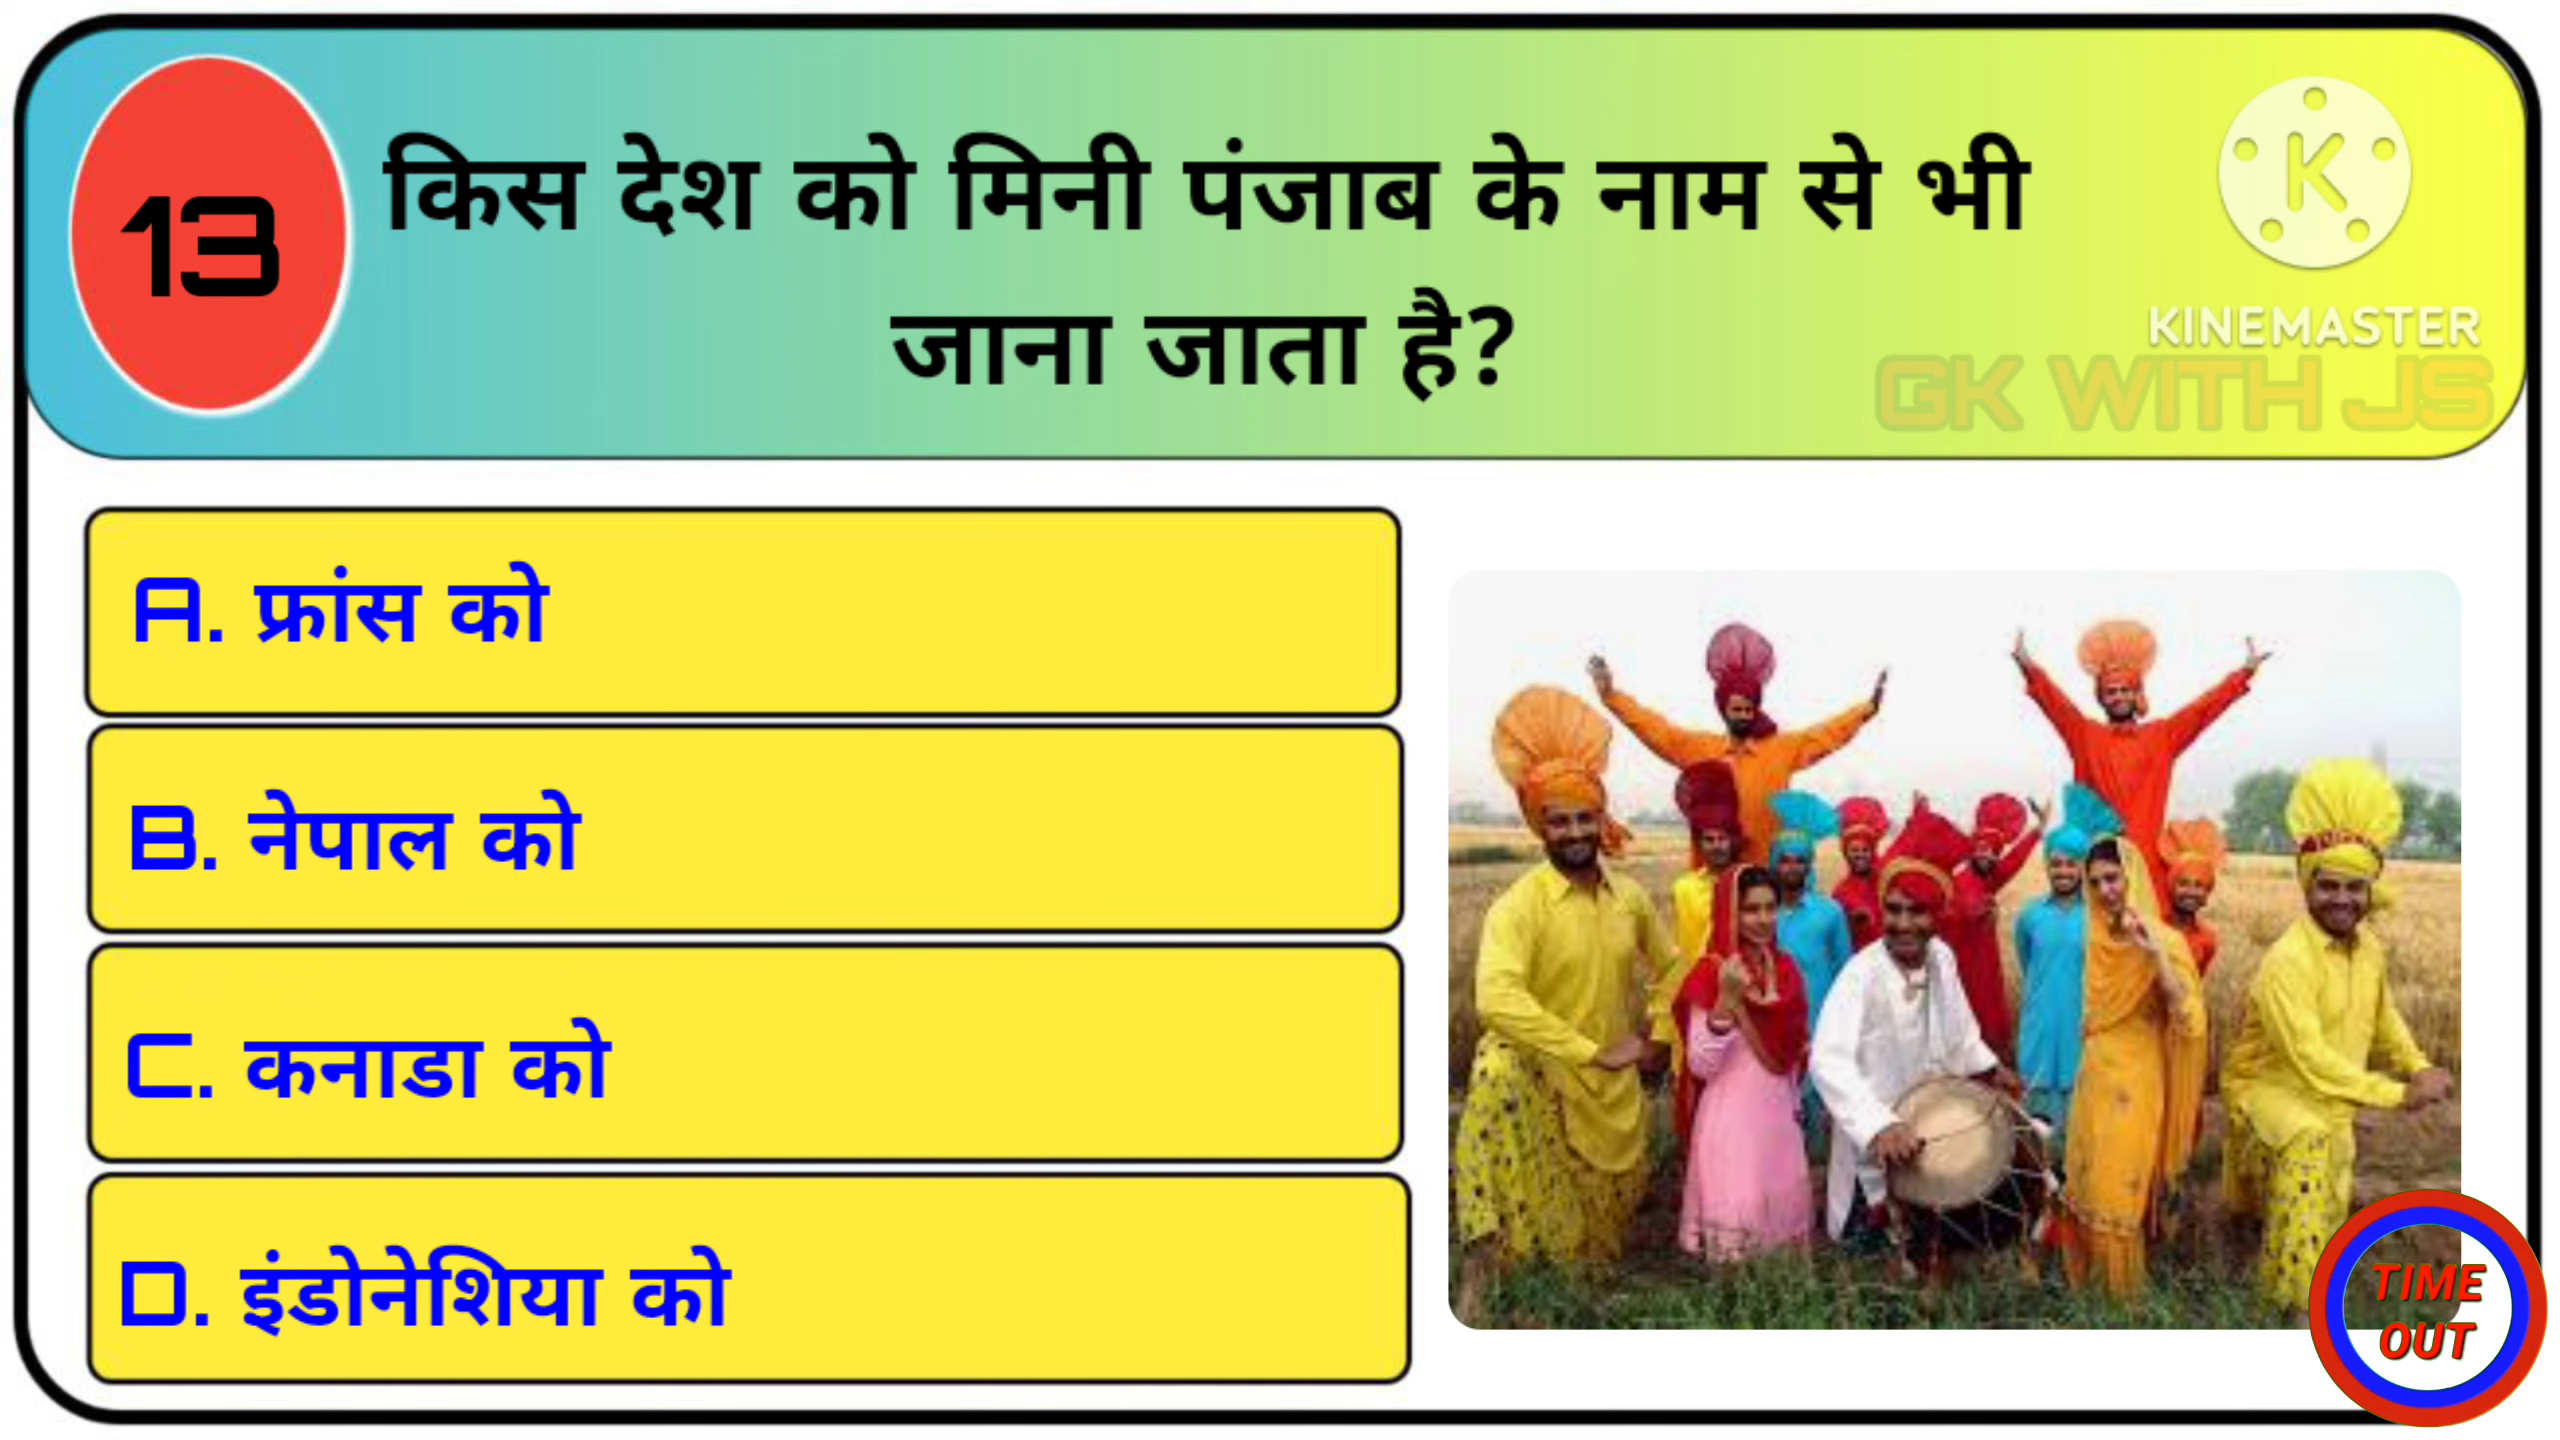 13
किस देश को मिनी पंजाब के नाम से भी
जाना जाता है?
K
KINEMASTER
GK WITH JS
A. फ्रांस को
B. नेपाल को
C. कनाडा को
D. इंडोनेशिया को
TIME
OUT